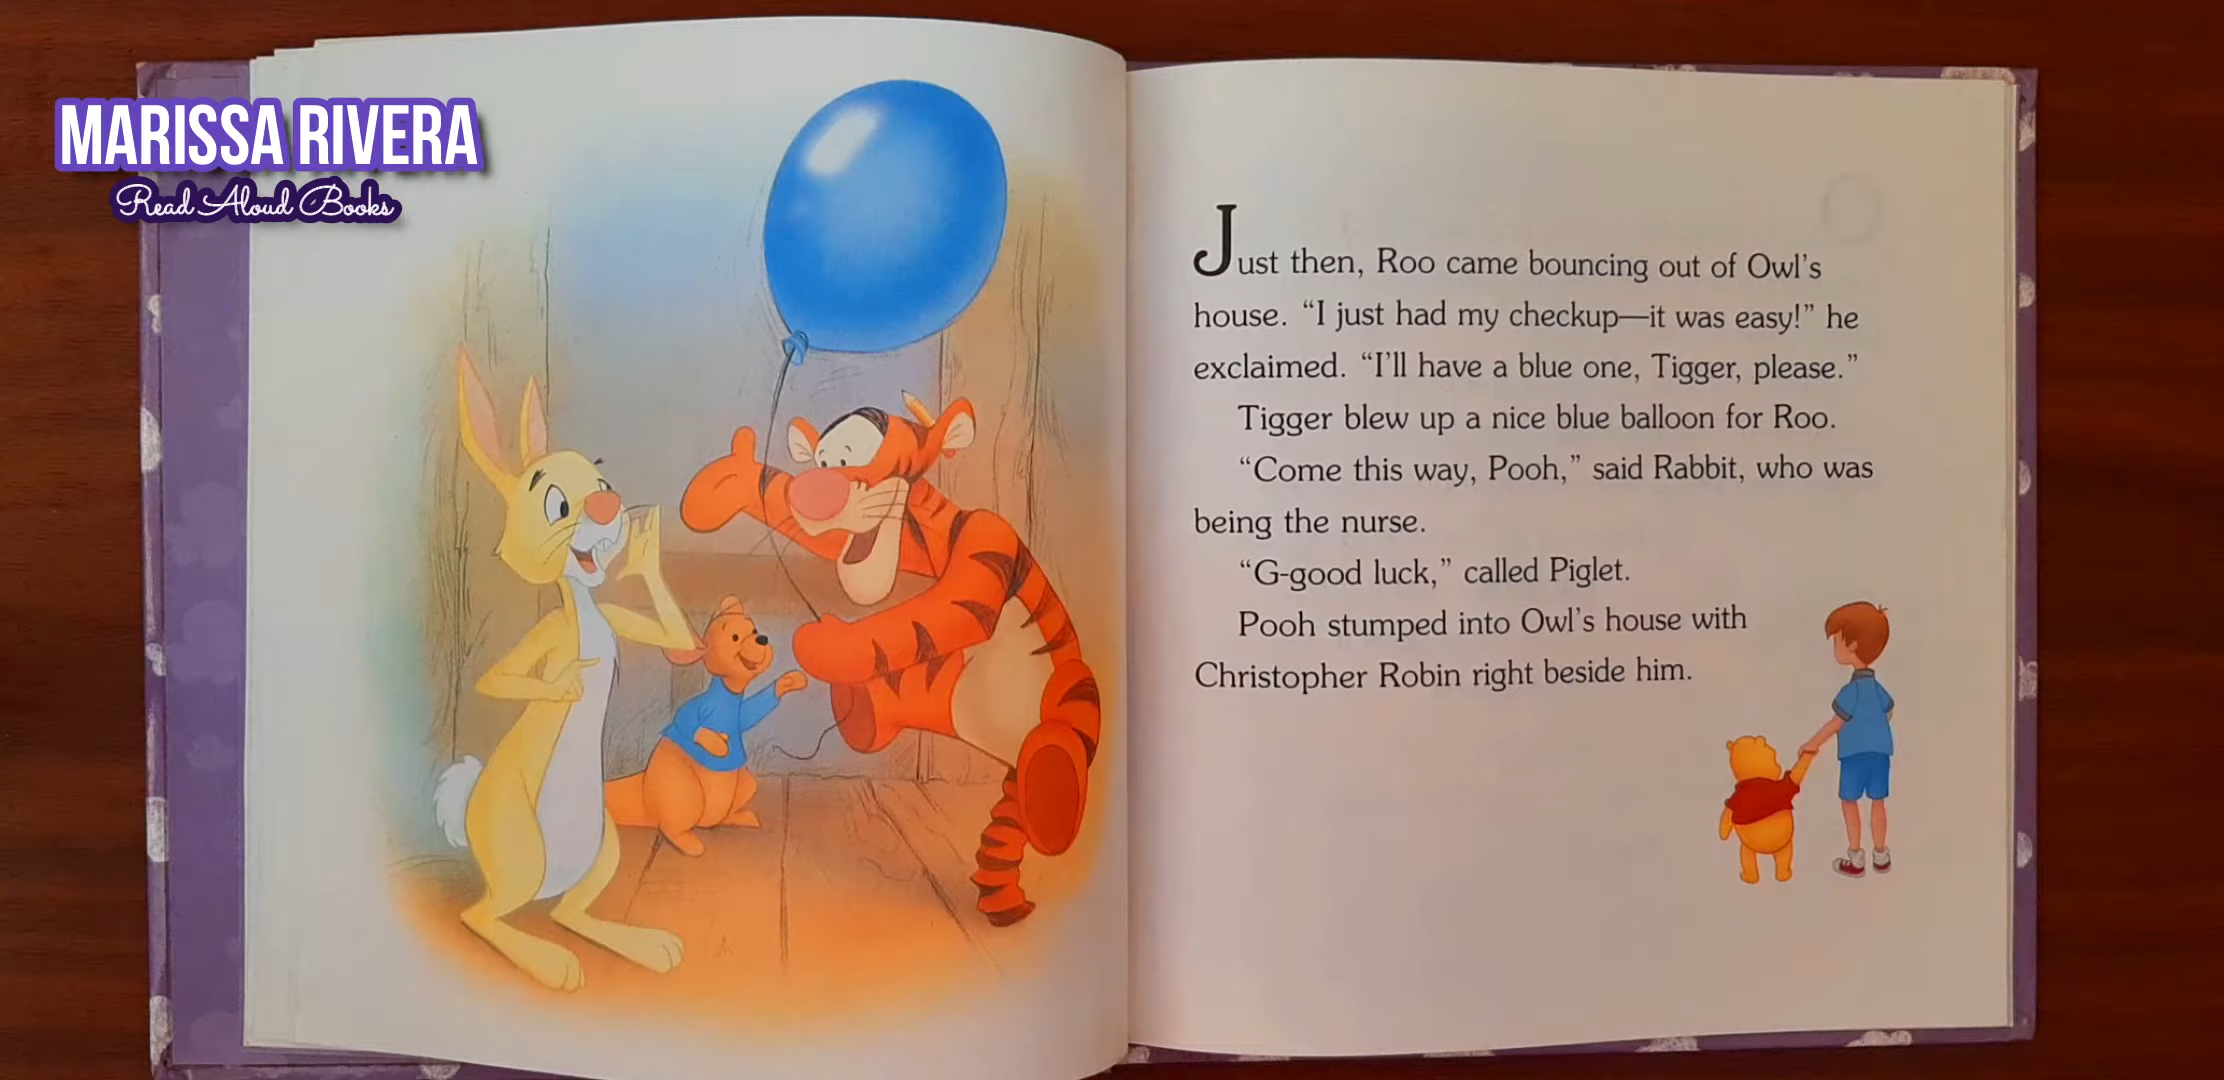 MARISSA RIVERA
Read Aloud Books
Just then, Roo came bouncing out of Owl's
house. “I just had my checkup—it was easy!” he
exclaimed. “I'll have a blue one, Tigger, please.”
Tigger blew up a nice blue balloon for Roo.
“Come this way, Pooh,” said Rabbit, who was
being the nurse.
“G-good luck,” called Piglet.
Pooh stumped into Owl's house with
Christopher Robin right beside him.